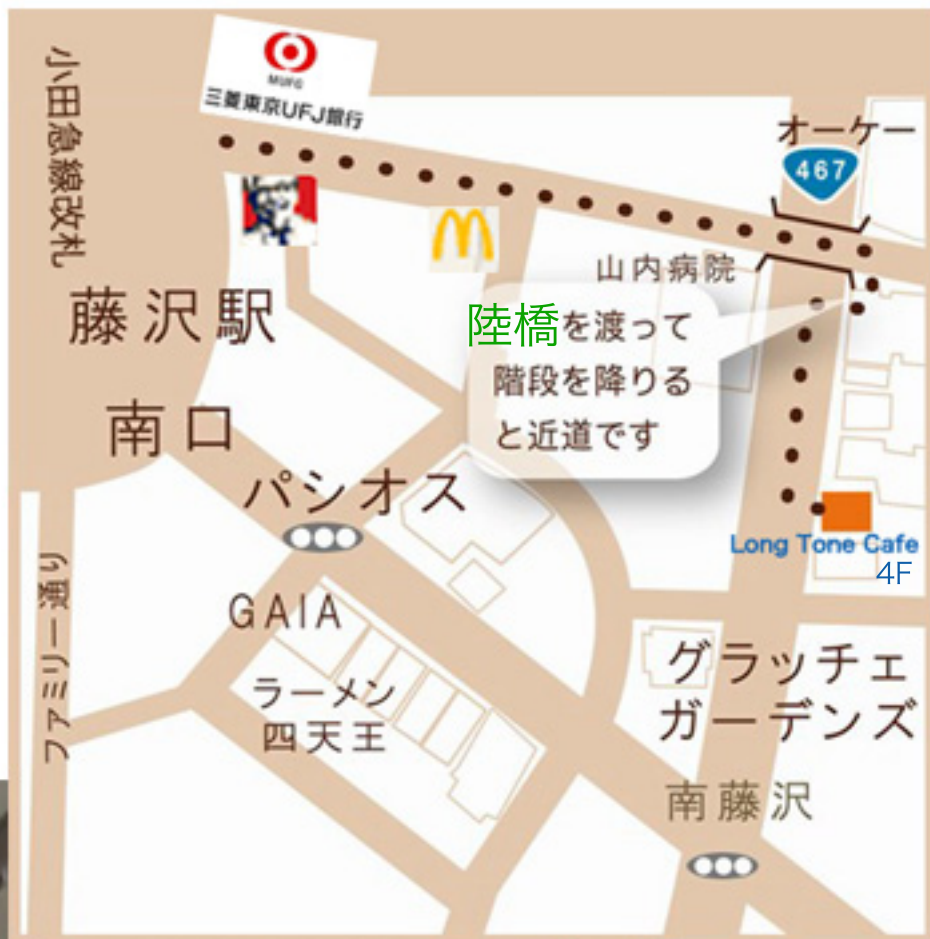 MUFG
三菱東京UFJ銀行
小田急線改札
オーケー
467
山内病院
藤沢駅
南口
陸橋を渡って
階段を降りる
と近道です
パシオス
Long Tone Cafe
4F
ファミリー通り
GAIA
ラーメン
四天王
グラッチェ
ガーデンズ
南藤沢